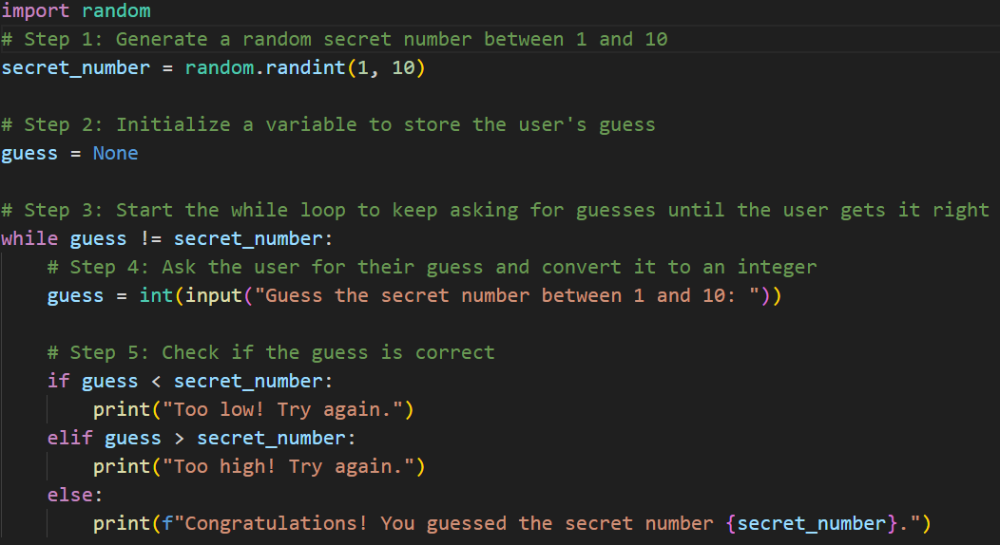 import random
# Step 1: Generate a random secret number between 1 and 10
secret_number = random.randint(1, 10)

# Step 2: Initialize a variable to store the user's guess
guess = None

# Step 3: Start the while loop to keep asking for guesses until the user gets it right
while guess != secret_number:
    # Step 4: Ask the user for their guess and convert it to an integer
    guess = int(input("Guess the secret number between 1 and 10: "))

    # Step 5: Check if the guess is correct
    if guess < secret_number:
        print("Too low! Try again.")
    elif guess > secret_number:
        print("Too high! Try again.")
    else:
        print(f"Congratulations! You guessed the secret number {secret_number}.")